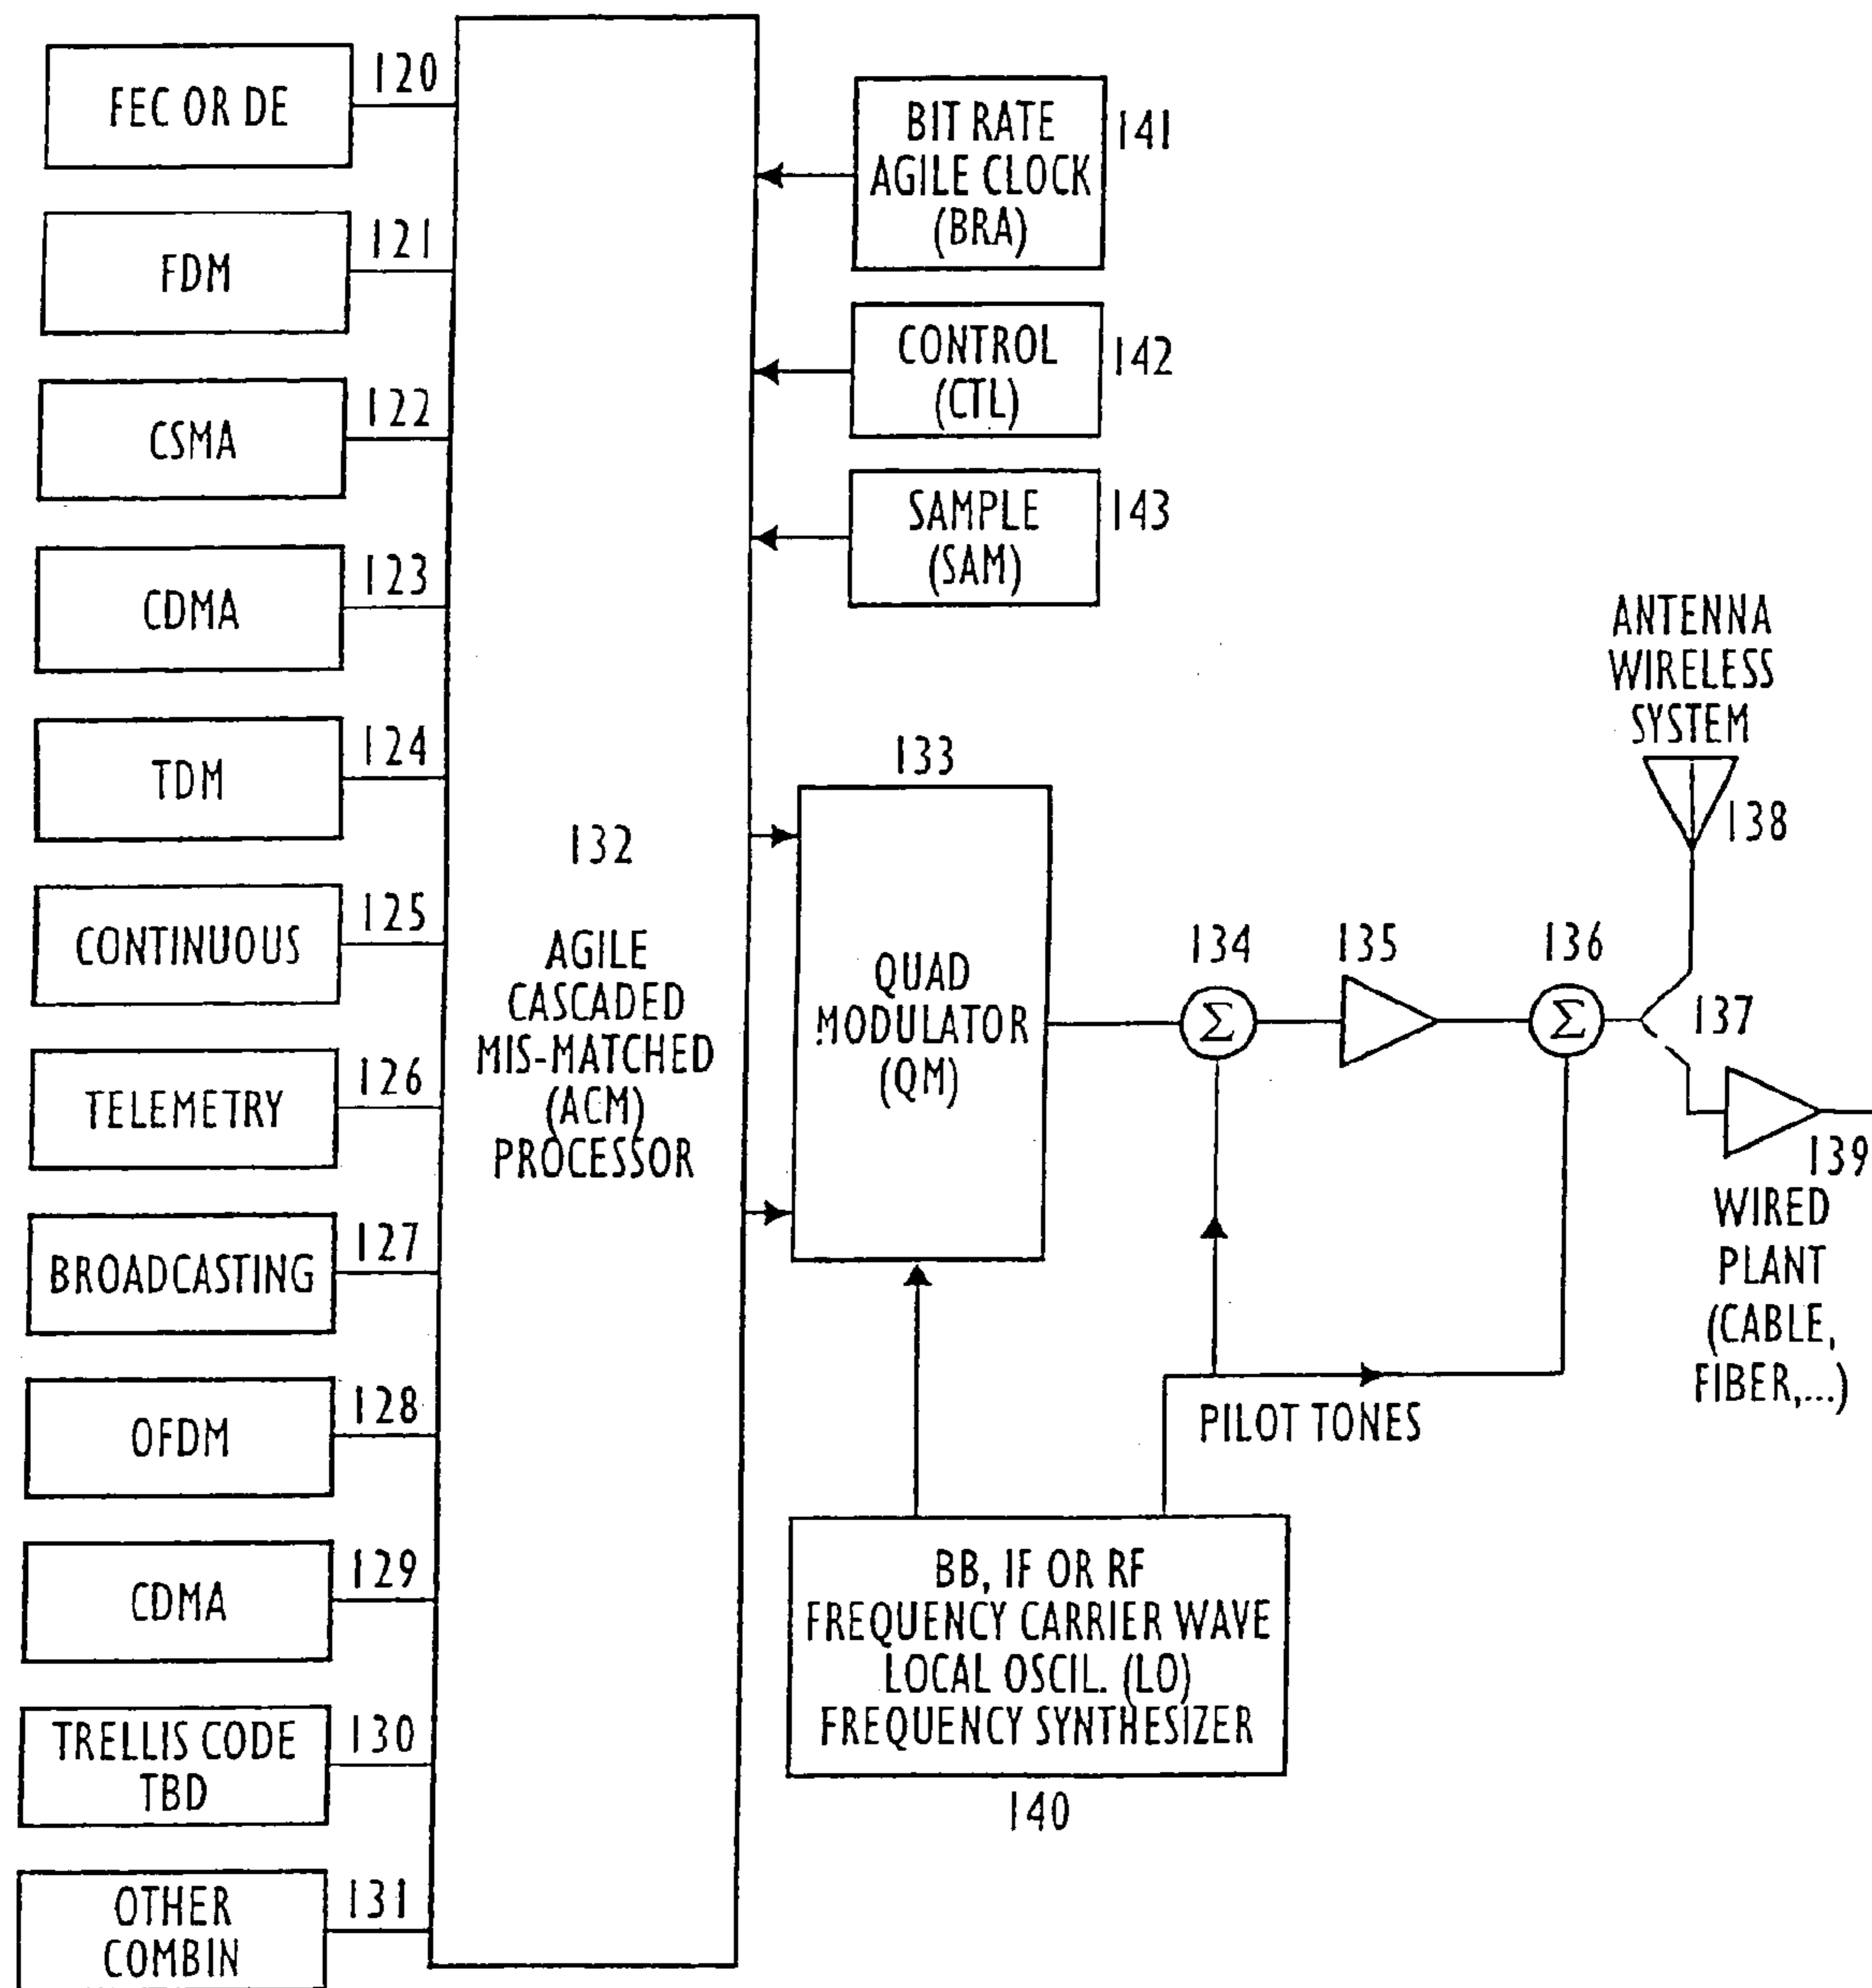 FEC OR DE
120
FDM
121
CSMA
122
CDMA
123
TDM
124
CONTINUOUS
125
TELEMETRY
126
BROADCASTING
127
OFDM
128
CDMA
129
TRELLIS CODE
TBD
130
OTHER
COMBIN
131
132
AGILE
CASCADED
MIS-MATCHED
(ACM)
PROCESSOR
BIT RATE
AGILE CLOCK
(BRA)
141
CONTROL
(CTL)
142
SAMPLE
(SAM)
143
133
QUAD
MODULATOR
(QM)
134
Σ
135
136
Σ
137
ANTENNA
WIRELESS
SYSTEM
138
139
WIRED
PLANT
(CABLE,
FIBER,...)
PILOT TONES
BB, IF OR RF
FREQUENCY CARRIER WAVE
LOCAL OSCIL. (LO)
FREQUENCY SYNTHESIZER
140